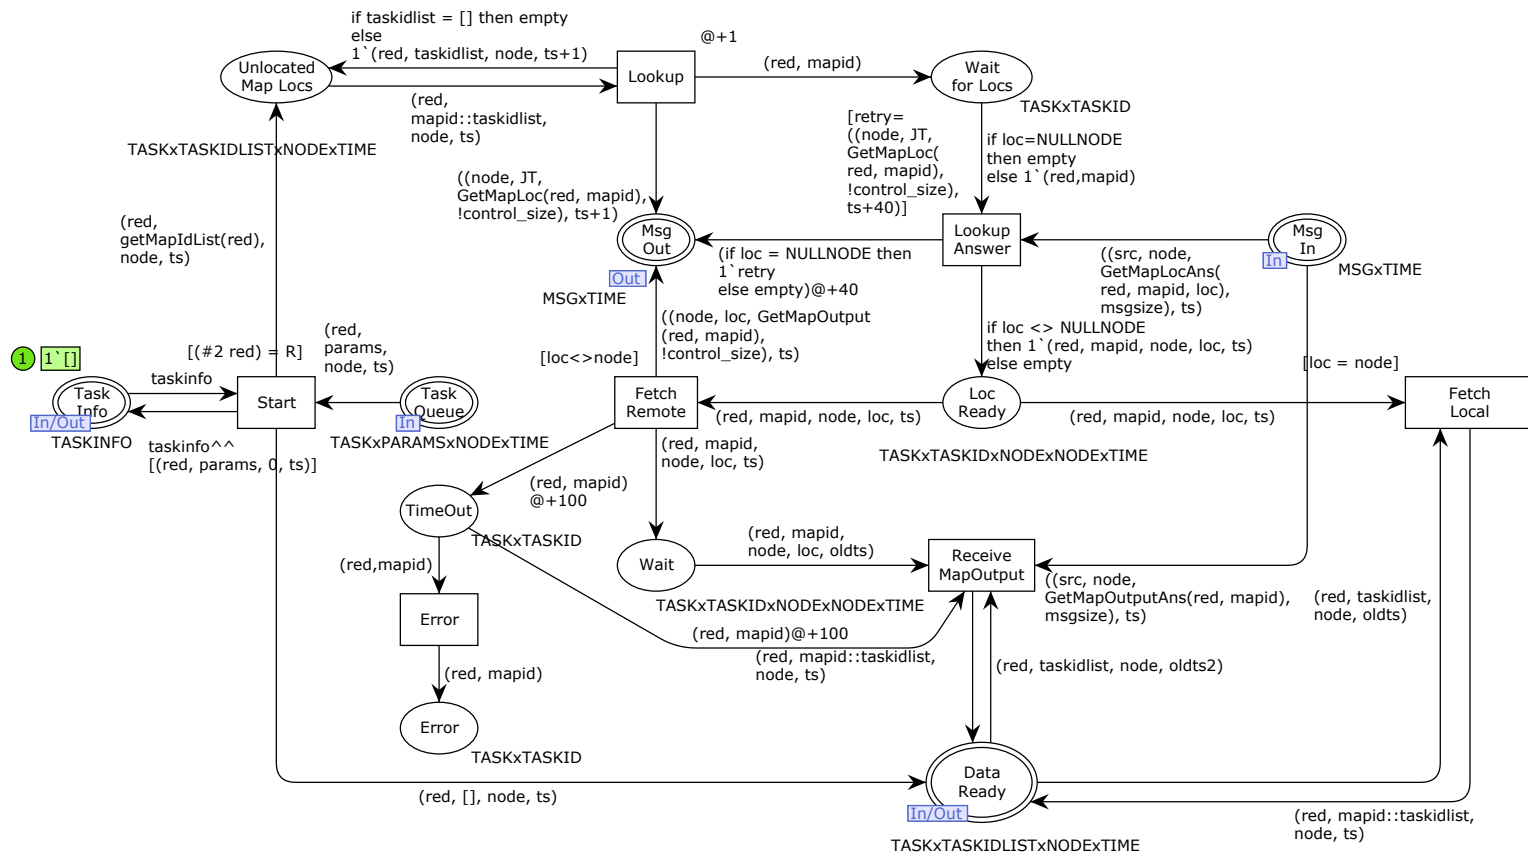 if taskidlist = [] then empty
else
1`(red, taskidlist, node, ts+1)
@+1
Unlocated
Map Locs
Lookup
(red, mapid)
Wait
for Locs
TASKxTASKID
(red,
mapid::taskidlist,
node, ts)
TASKxTASKIDLISTxNODExTIME
[retry=
((node, JT,
GetMapLoc(
red, mapid),
!control_size),
ts+40)]
if loc=NULLNODE
then empty
else 1`(red,mapid)
((node, JT,
GetMapLoc(red, mapid),
!control_size), ts+1)
(red,
getMapIdList(red),
node, ts)
Msg
Out
Out
MSGxTIME
Lookup
Answer
(if loc = NULLNODE then
1`retry
else empty)@+40
((src, node,
GetMapLocAns(
red, mapid, loc),
msgsize), ts)
Msg
In
In
MSGxTIME
((node, loc, GetMapOutput
(red, mapid),
!control_size), ts)
if loc <> NULLNODE
then 1`(red, mapid, node, loc, ts)
else empty
[loc<>node]
[loc = node]
1
1`[]
[(#2 red) = R]
(red,
params,
node, ts)
Task
Info
In/Out
TASKINFO
taskinfo
Start
taskinfo^^
[(red, params, 0, ts)]
Task
Queue
In
TASKxPARAMSxNODExTIME
Fetch
Remote
(red, mapid, node, loc, ts)
Loc
Ready
(red, mapid, node, loc, ts)
TASKxTASKIDxNODExNODExTIME
Fetch
Local
(red, mapid,
node, loc, ts)
(red, mapid)
@+100
TimeOut
TASKxTASKID
(red,mapid)
Wait
TASKxTASKIDxNODExNODExTIME
(red, mapid,
node, loc, oldts)
Receive
MapOutput
((src, node,
GetMapOutputAns(red, mapid),
msgsize), ts)
(red, taskidlist,
node, oldts)
Error
(red, mapid)@+100
(red, mapid::taskidlist,
node, ts)
(red, taskidlist, node, oldts2)
(red, mapid)
Error
TASKxTASKID
(red, [], node, ts)
Data
Ready
In/Out
TASKxTASKIDLISTxNODExTIME
(red, mapid::taskidlist,
node, ts)